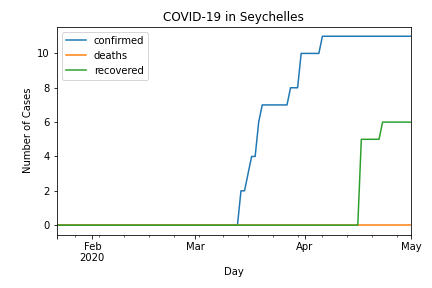 COVID-19 in Seychelles
confirmed
deaths
recovered
Number of Cases
10
8
6
4
2
0
Feb
2020
Mar
Apr
May
Day